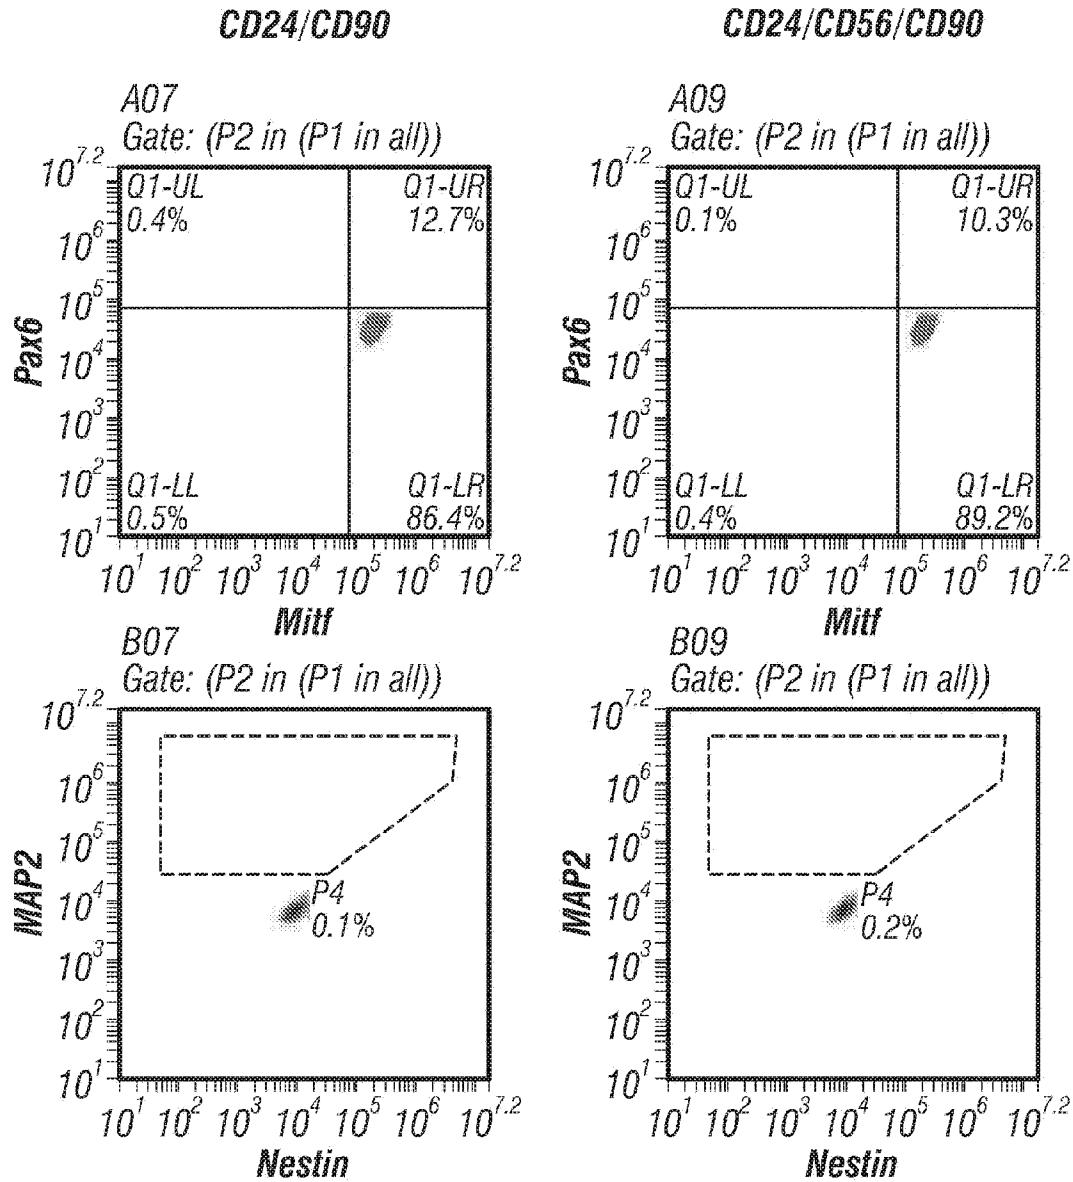 CD24/CD90
CD24/CD56/CD90
A07
Gate: (P2 in (P1 in all))
10^7.2
10^6
10^5
10^4
10^3
10^2
10^1
Pax6
Q1-UL
0.4%
Q1-UR
12.7%
Q1-LL
0.5%
Q1-LR
86.4%
10^1 10^2 10^3 10^4 10^5 10^6 10^7.2
Mitf
A09
Gate: (P2 in (P1 in all))
10^7.2
10^6
10^5
10^4
10^3
10^2
10^1
Pax6
Q1-UL
0.1%
Q1-UR
10.3%
Q1-LL
0.4%
Q1-LR
89.2%
10^1 10^2 10^3 10^4 10^5 10^6 10^7.2
Mitf
B07
Gate: (P2 in (P1 in all))
10^7.2
10^6
10^5
10^4
10^3
10^2
10^1
MAP2
P4
0.1%
10^1 10^2 10^3 10^4 10^5 10^6 10^7.2
Nestin
B09
Gate: (P2 in (P1 in all))
10^7.2
10^6
10^5
10^4
10^3
10^2
10^1
MAP2
P4
0.2%
10^1 10^2 10^3 10^4 10^5 10^6 10^7.2
Nestin